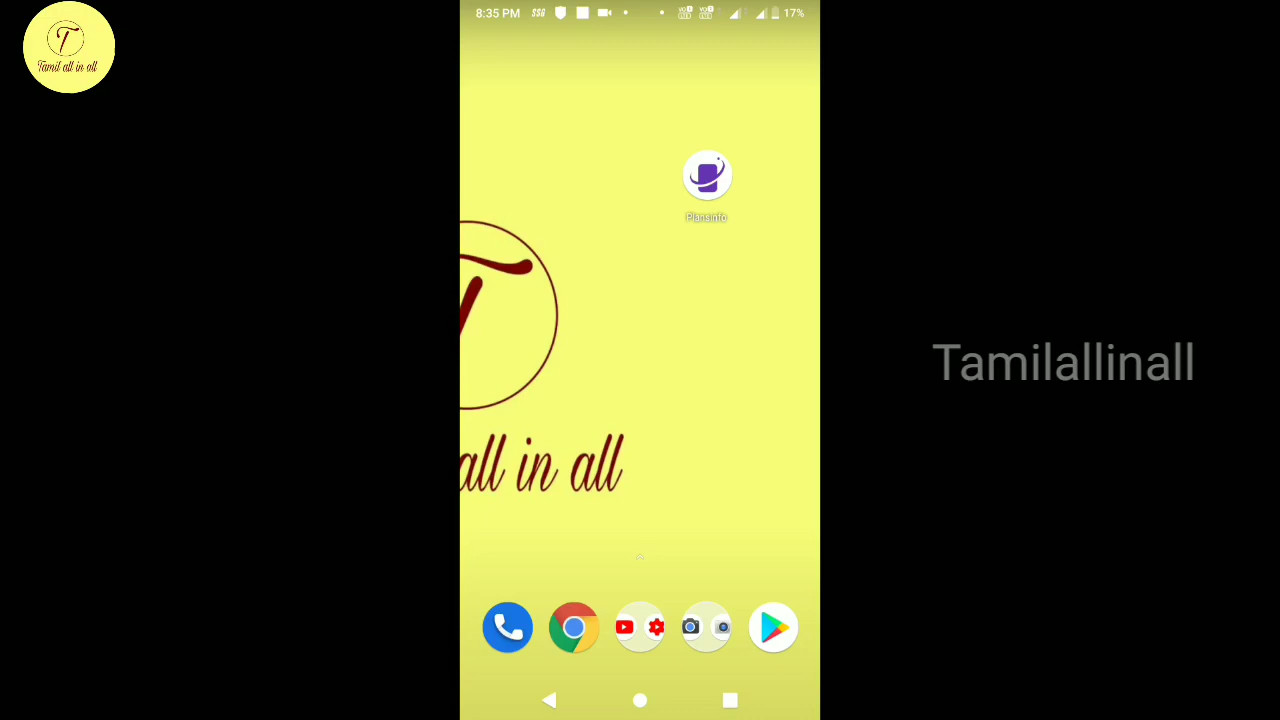 T
Tamil all in all
8:35 PM
17%
Plansinfo
T
all in all
Tamilallinall